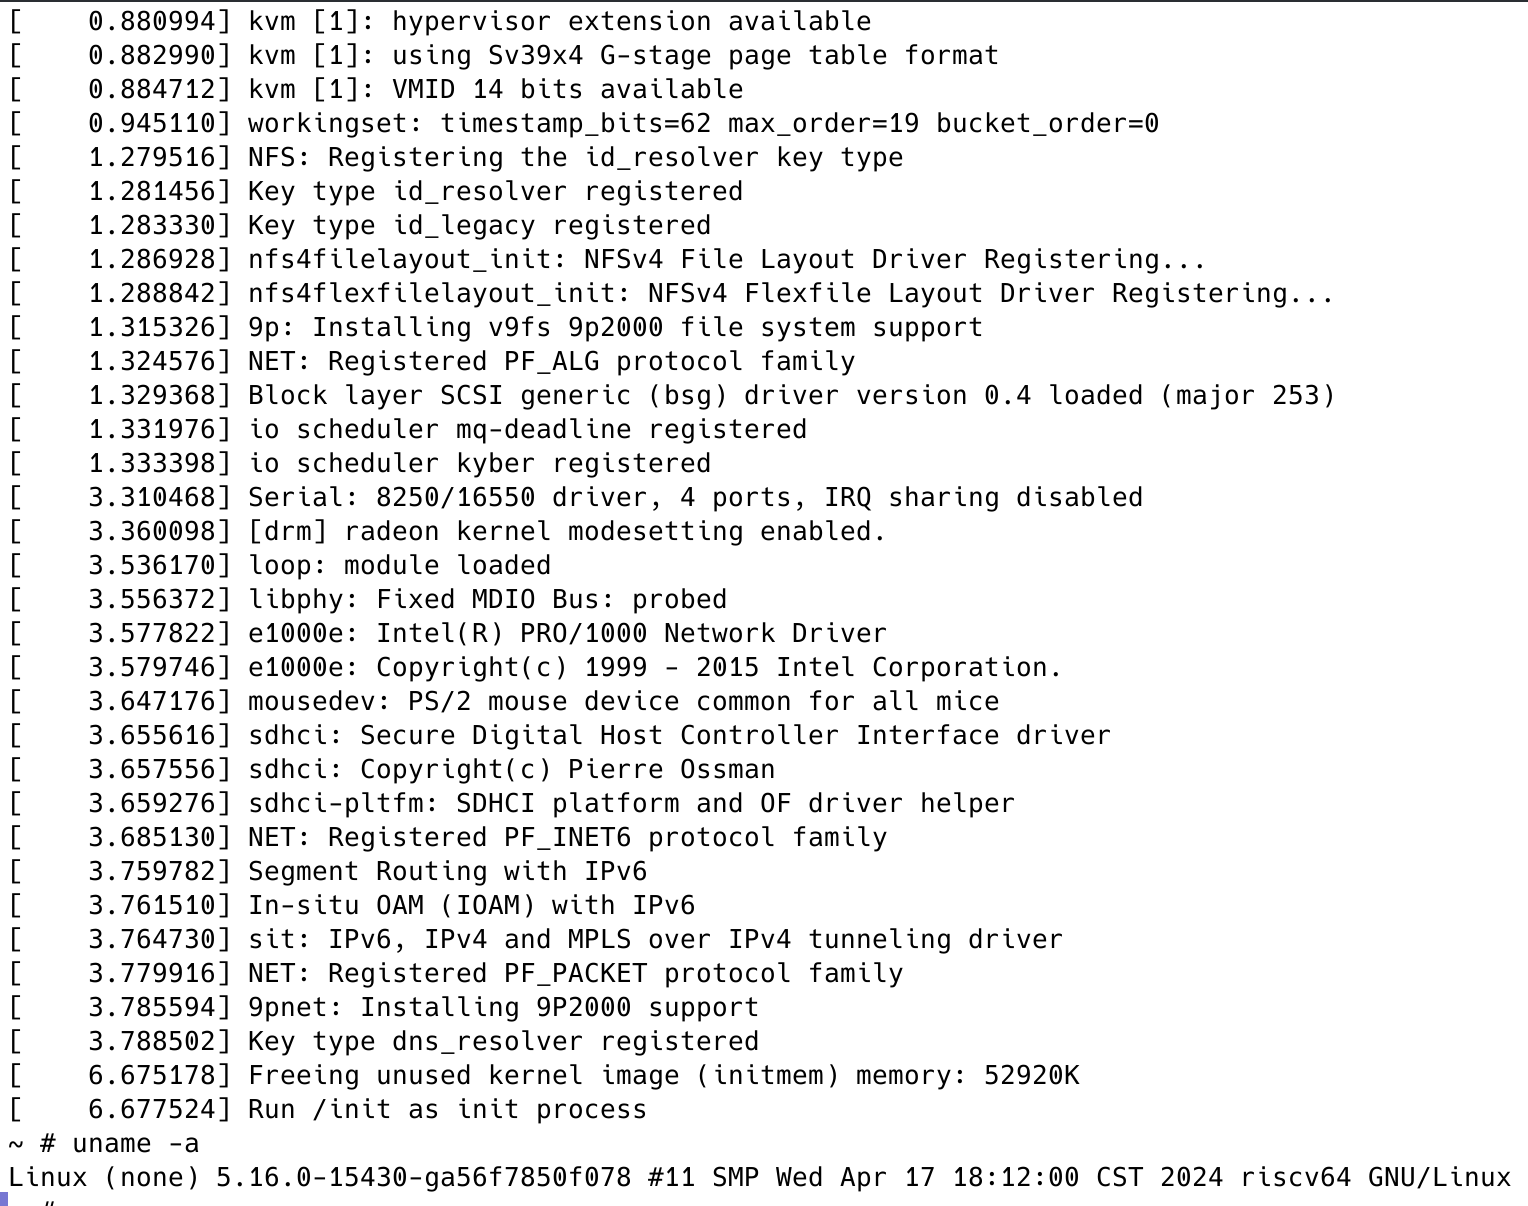 [    0.880994] kvm [1]: hypervisor extension available
[    0.882990] kvm [1]: using Sv39x4 G-stage page table format
[    0.884712] kvm [1]: VMID 14 bits available
[    0.945110] workingset: timestamp_bits=62 max_order=19 bucket_order=0
[    1.279516] NFS: Registering the id_resolver key type
[    1.281456] Key type id_resolver registered
[    1.283330] Key type id_legacy registered
[    1.286928] nfs4filelayout_init: NFSv4 File Layout Driver Registering...
[    1.288842] nfs4flexfilelayout_init: NFSv4 Flexfile Layout Driver Registering...
[    1.315326] 9p: Installing v9fs 9p2000 file system support
[    1.324576] NET: Registered PF_ALG protocol family
[    1.329368] Block layer SCSI generic (bsg) driver version 0.4 loaded (major 253)
[    1.331976] io scheduler mq-deadline registered
[    1.333398] io scheduler kyber registered
[    3.310468] Serial: 8250/16550 driver, 4 ports, IRQ sharing disabled
[    3.360098] [drm] radeon kernel modesetting enabled.
[    3.536170] loop: module loaded
[    3.556372] libphy: Fixed MDIO Bus: probed
[    3.577822] e1000e: Intel(R) PRO/1000 Network Driver
[    3.579746] e1000e: Copyright(c) 1999 - 2015 Intel Corporation.
[    3.647176] mousedev: PS/2 mouse device common for all mice
[    3.655616] sdhci: Secure Digital Host Controller Interface driver
[    3.657556] sdhci: Copyright(c) Pierre Ossman
[    3.659276] sdhci-pltfm: SDHCI platform and OF driver helper
[    3.685130] NET: Registered PF_INET6 protocol family
[    3.759782] Segment Routing with IPv6
[    3.761510] In-situ OAM (IOAM) with IPv6
[    3.764730] sit: IPv6, IPv4 and MPLS over IPv4 tunneling driver
[    3.779916] NET: Registered PF_PACKET protocol family
[    3.785594] 9pnet: Installing 9P2000 support
[    3.788502] Key type dns_resolver registered
[    6.675178] Freeing unused kernel image (initmem) memory: 52920K
[    6.677524] Run /init as init process
~ # uname -a
Linux (none) 5.16.0-15430-ga56f7850f078 #11 SMP Wed Apr 17 18:12:00 CST 2024 riscv64 GNU/Linux